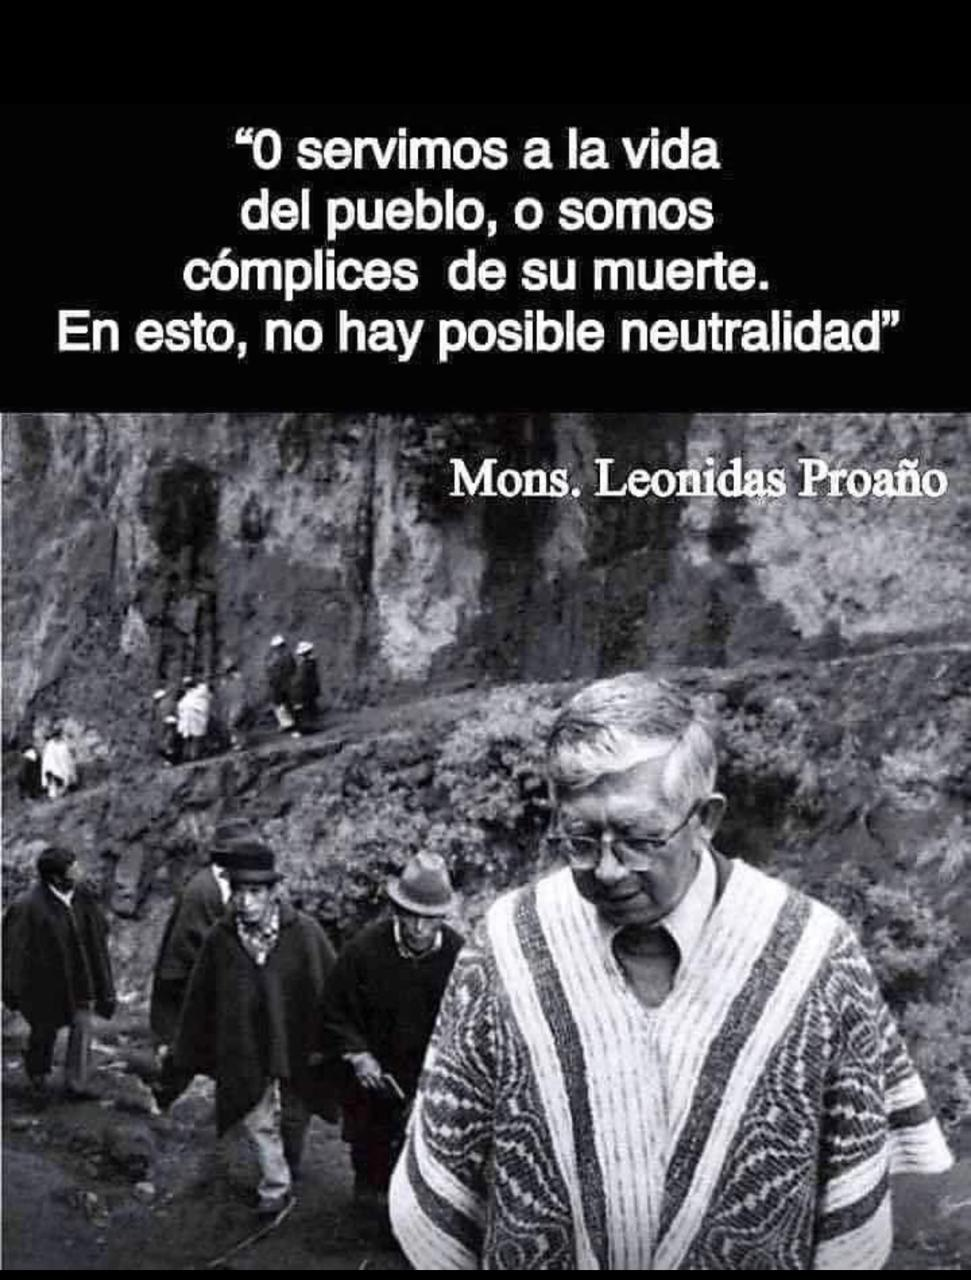 “O servimos a la vida
del pueblo, o somos
cómplices de su muerte.
En esto, no hay posible neutralidad”
Mons. Leonidas Proaño